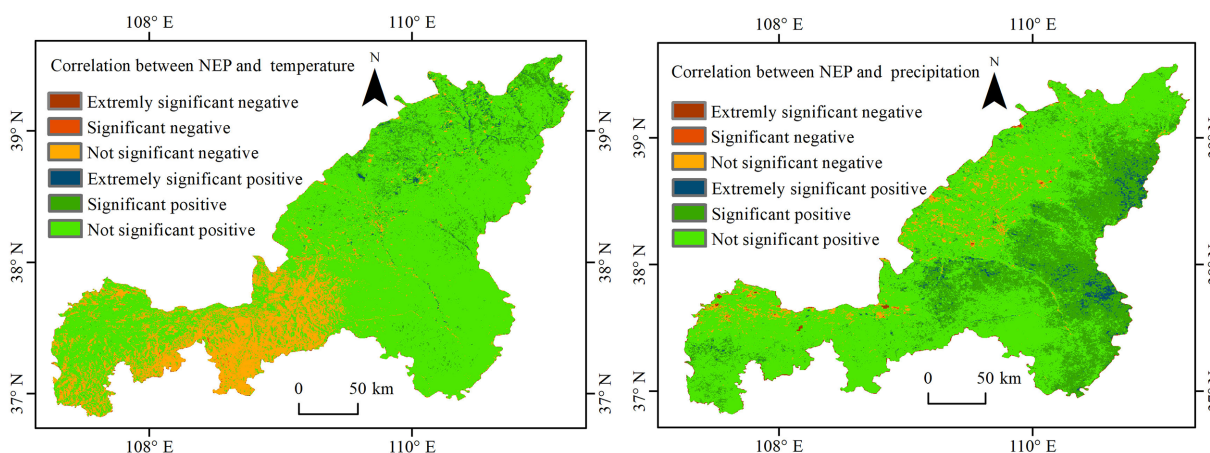 108° E 110° E
Correlation between NEP and temperature
N
Extremly significant negative
Significant negative
Not significant negative
Extremely significant positive
Significant positive
Not significant positive
39° N
38° N
37° N
39° N
38° N
37° N
0 50 km
108° E 110° E
108° E 110° E
Correlation between NEP and precipitation
N
Extremly significant negative
Significant negative
Not significant negative
Extremely significant positive
Significant positive
Not significant positive
39° N
38° N
37° N
0 50 km
108° E 110° E